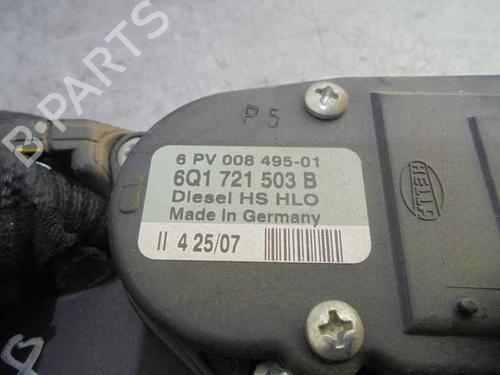 B-PARTS
P 5
6 PV 008 495-01
6Q1 721 503 B
Diesel HS HLO
Made in Germany
II 4 25/07
HELLA